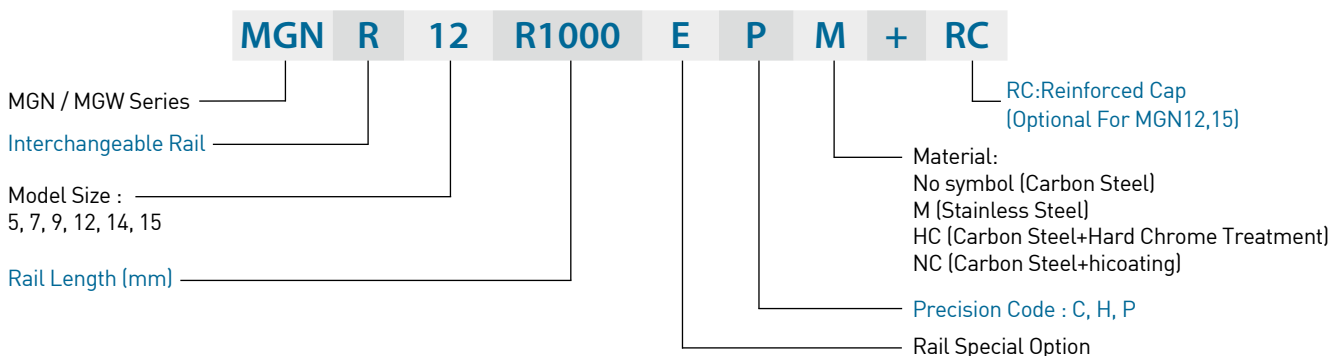 MGN R 12 R1000 E P M + RC
MGN / MGW Series
Interchangeable Rail
Model Size :
5, 7, 9, 12, 14, 15
Rail Length (mm)
RC:Reinforced Cap
(Optional For MGN12,15)
Material:
No symbol (Carbon Steel)
M (Stainless Steel)
HC (Carbon Steel+Hard Chrome Treatment)
NC (Carbon Steel+hicoating)
Precision Code : C, H, P
Rail Special Option